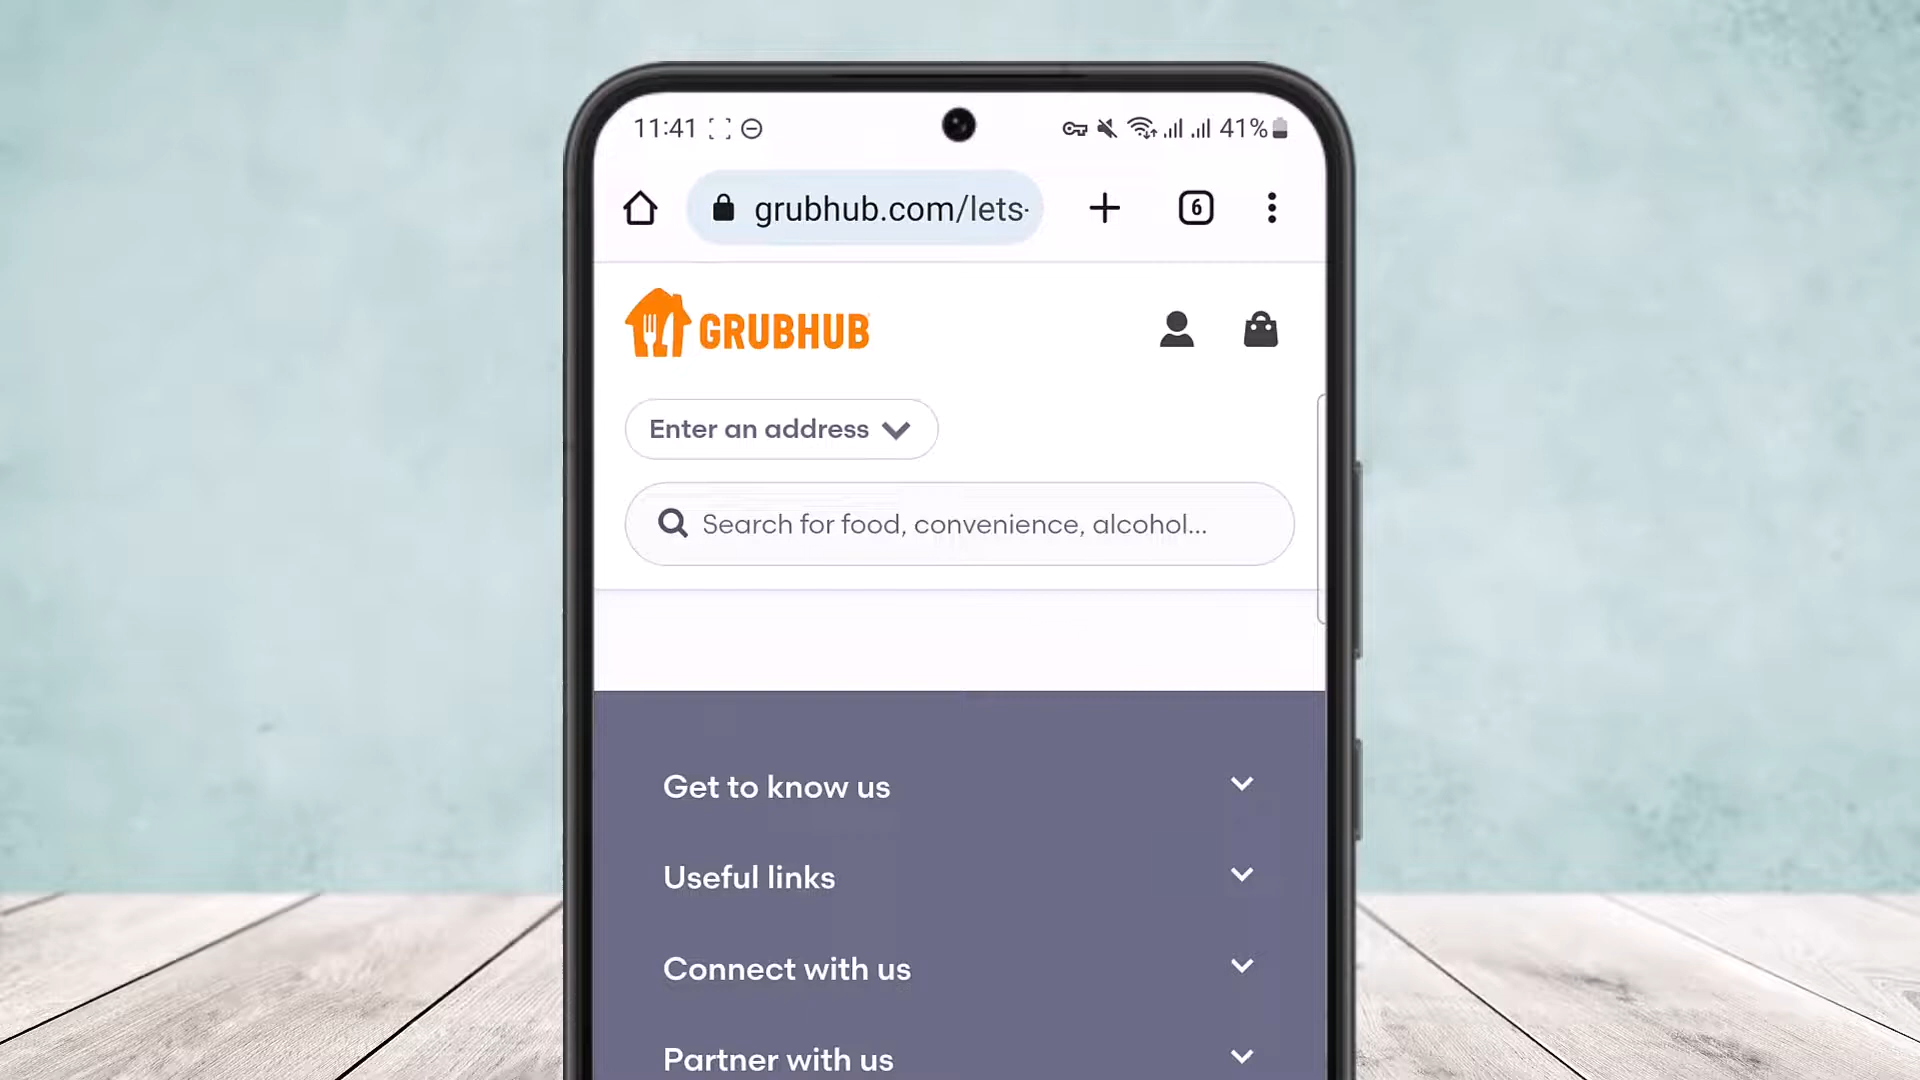 11:41
41%
grubhub.com/lets-
6
GRUBHUB
Enter an address
Search for food, convenience, alcohol...
Get to know us
Useful links
Connect with us
Partner with us